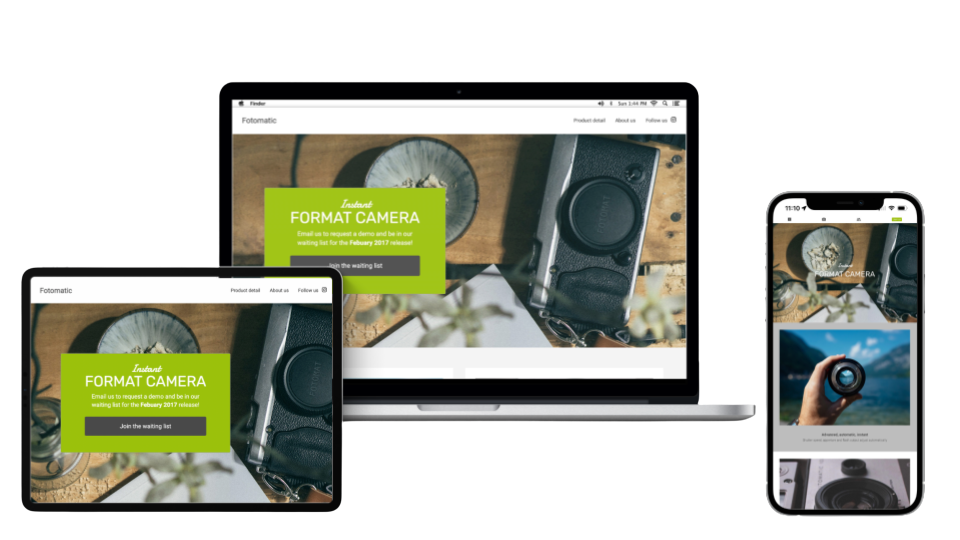 Finder
Sun 1:44 PM
Fotomatic
Product detail
About us
Follow us
Instant
FORMAT CAMERA
Email us to request a demo and be in our
waiting list for the Febuary 2017 release!
Join the waiting list
Fotomatic
Product detail
About us
Follow us
Instant
FORMAT CAMERA
Email us to request a demo and be in our
waiting list for the Febuary 2017 release!
Join the waiting list
11:10
Instant
FORMAT CAMERA